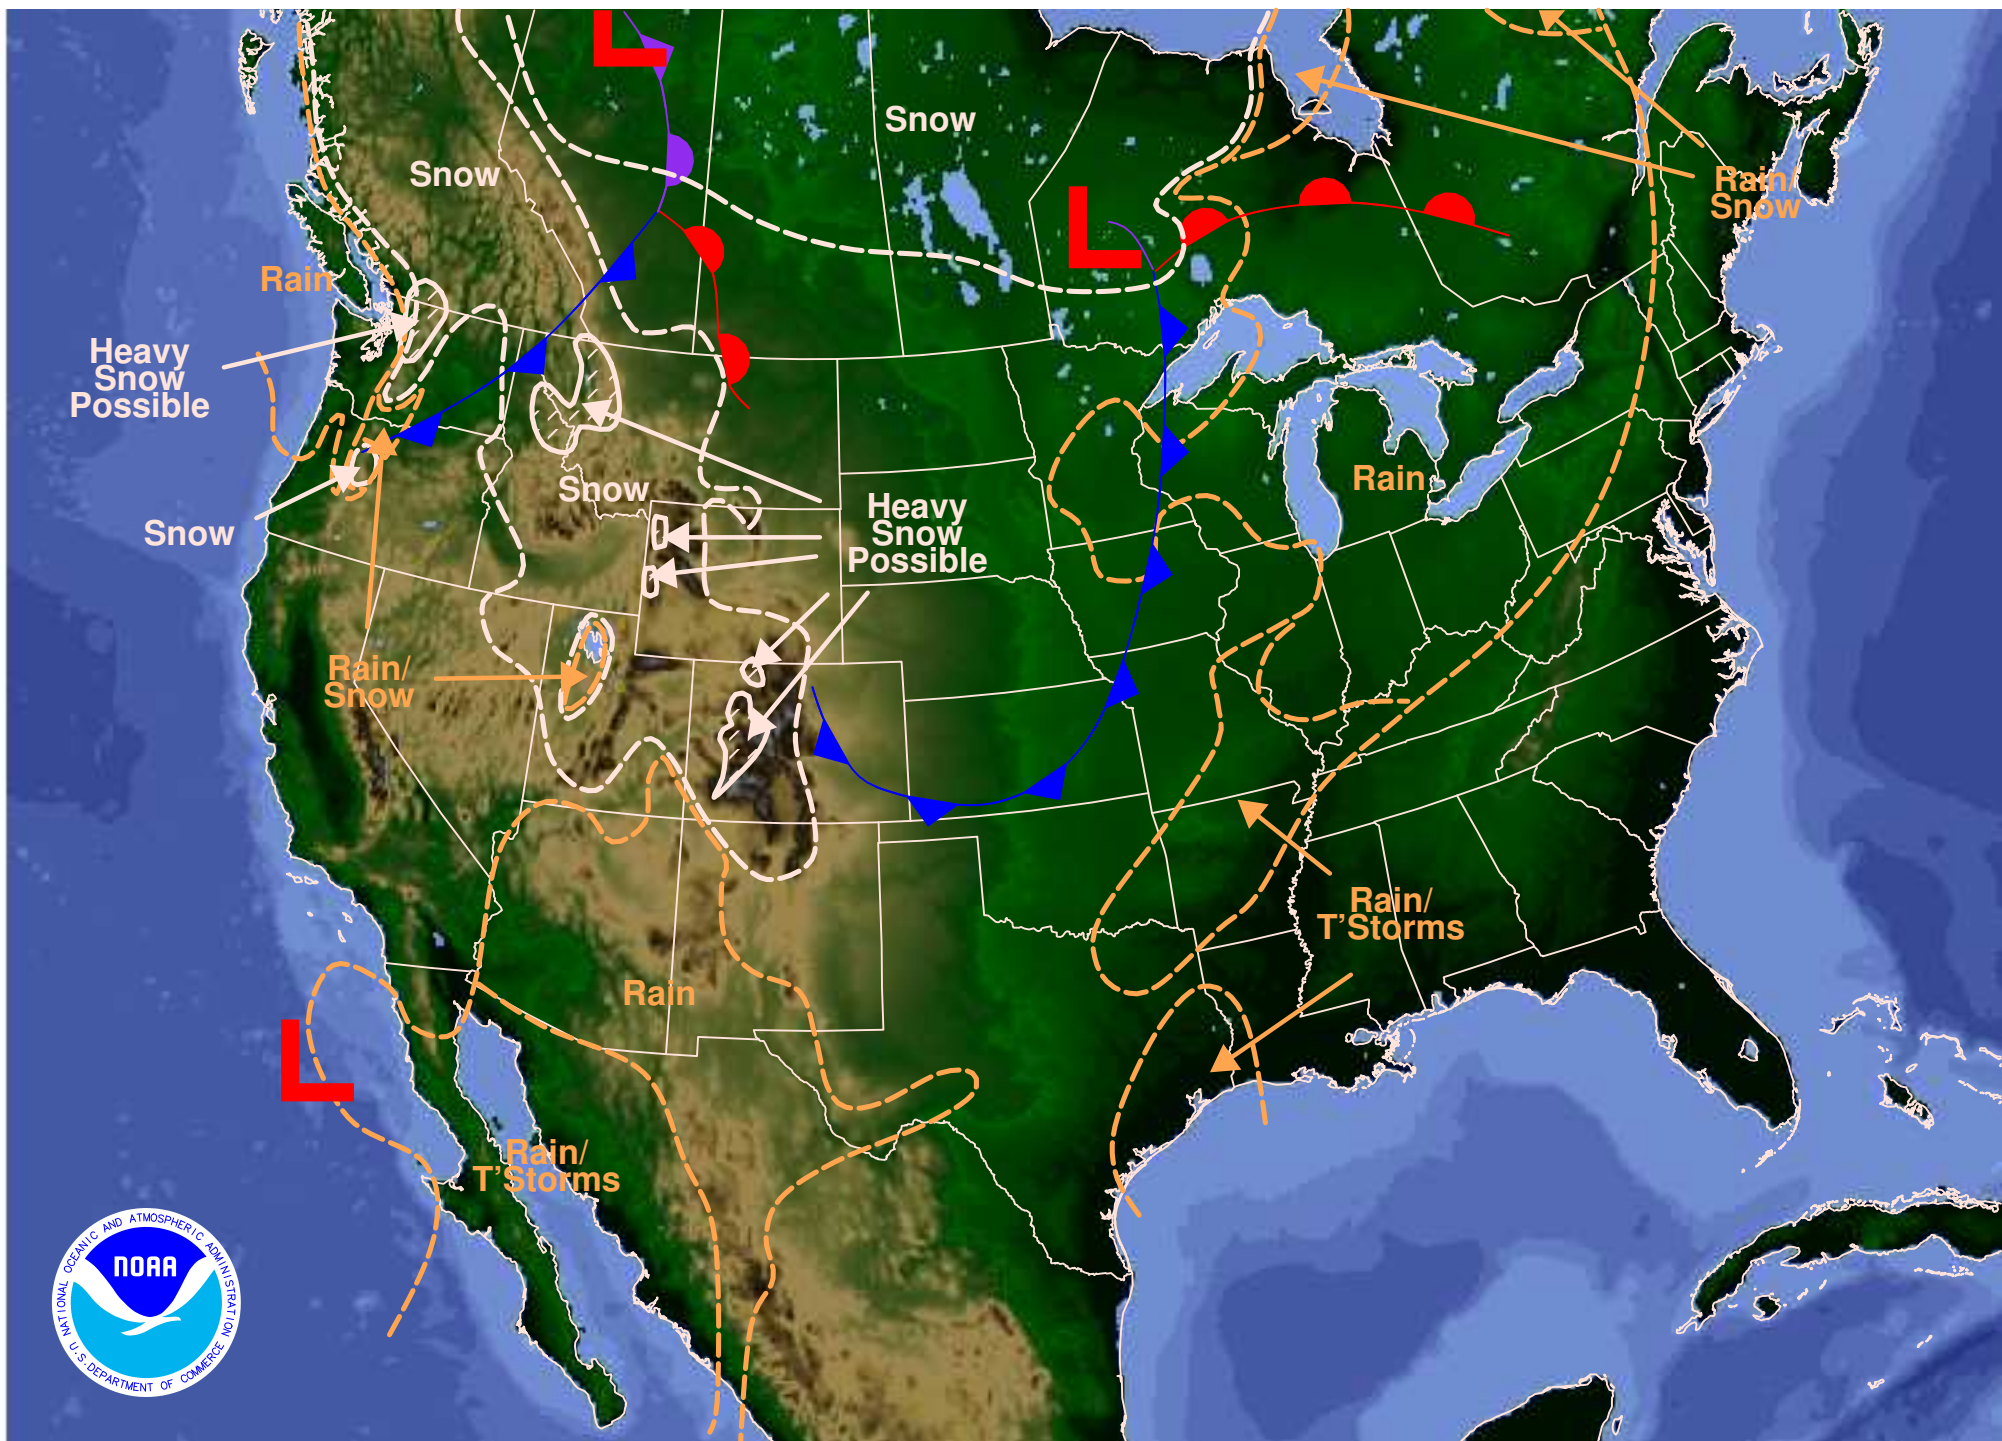 L
Snow
Snow
L
Rain/
Snow
Rain
Heavy
Snow
Possible
Snow
Rain
Heavy
Snow
Possible
Snow
Rain/
Snow
Rain/
T'Storms
Rain
L
Rain/
T'Storms
NATIONAL OCEANIC AND ATMOSPHERIC ADMINISTRATION
NOAA
U.S. DEPARTMENT OF COMMERCE